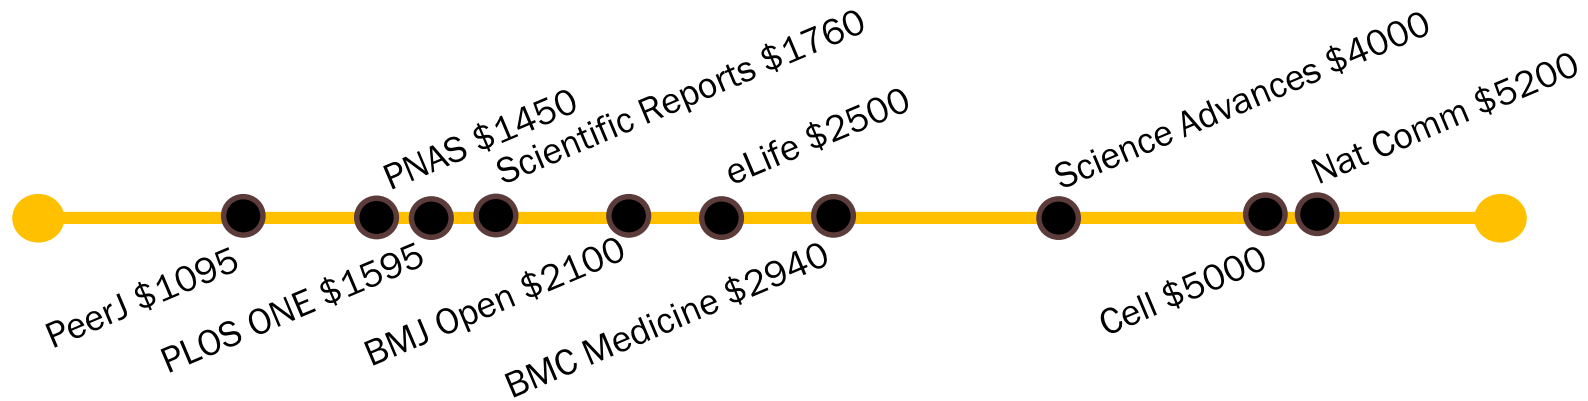 PeerJ $1095
PNAS $1450
PLOS ONE $1595
Scientific Reports $1760
BMJ Open $2100
eLife $2500
BMC Medicine $2940
Science Advances $4000
Cell $5000
Nat Comm $5200